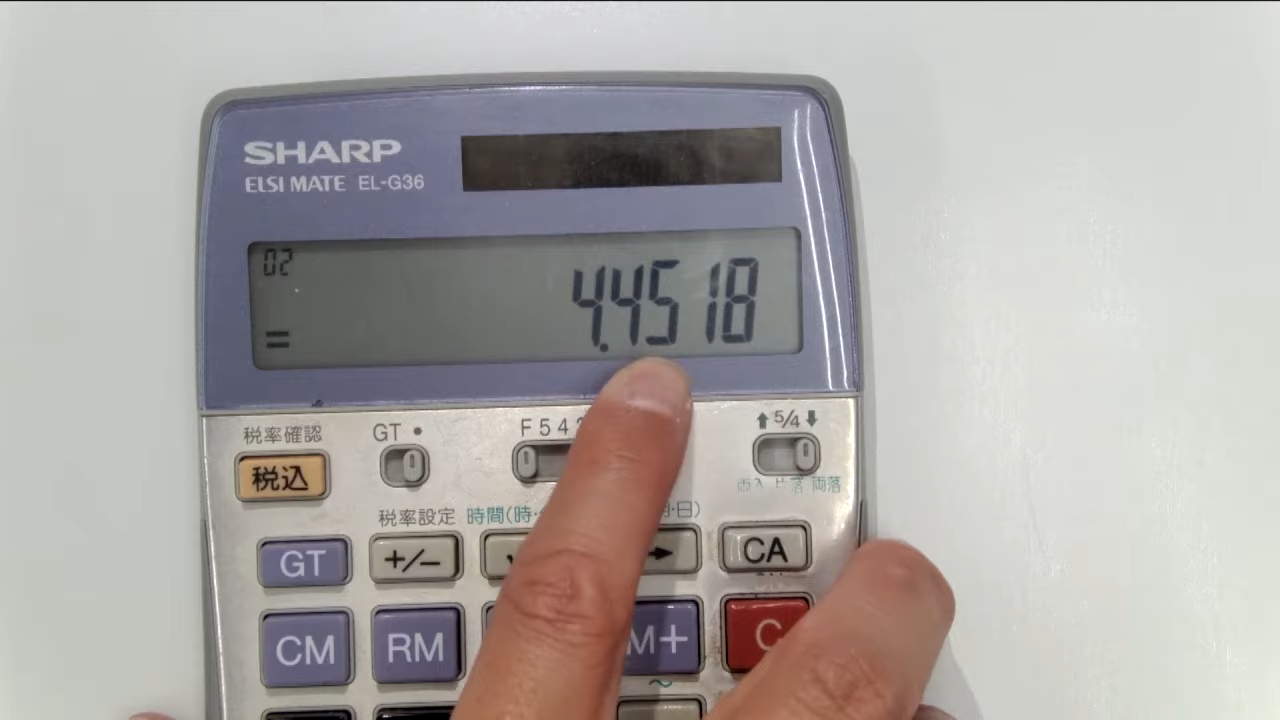 SHARP
ELSI MATE EL-G36
02
= 4.4518
税率確認 GT • F 5 4 ↑ 5/4 ↓
税込
税率設定 時間(時・ 日)
GT +/− → CA
CM RM M+ C